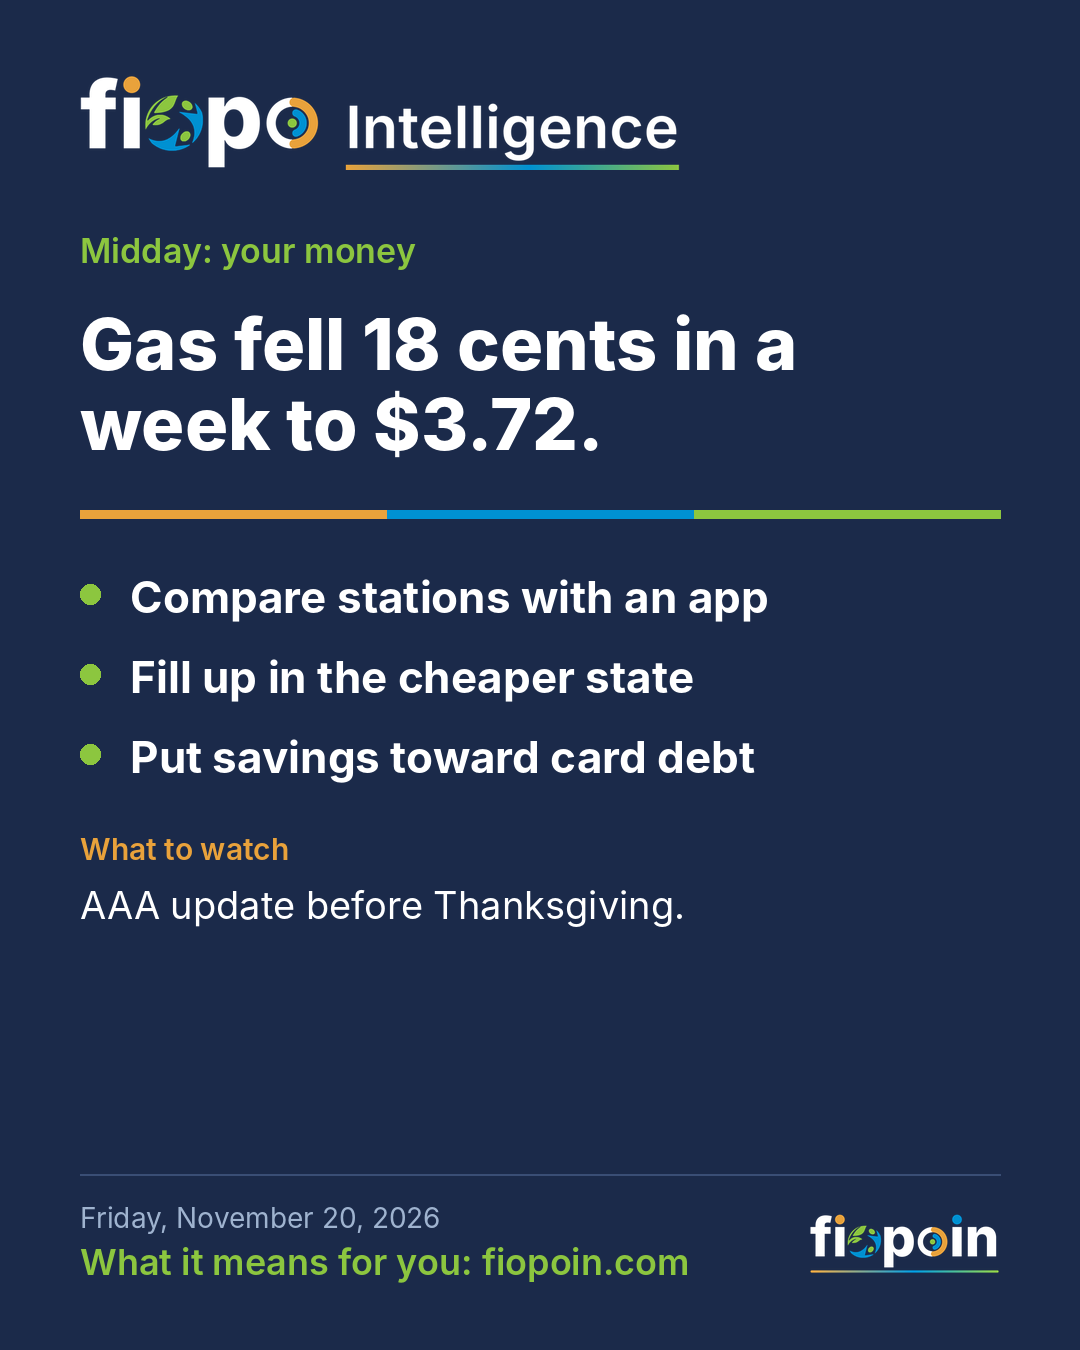 fiopo Intelligence
Midday: your money
Gas fell 18 cents in a
week to $3.72.
Compare stations with an app
Fill up in the cheaper state
Put savings toward card debt
What to watch
AAA update before Thanksgiving.
Friday, November 20, 2026
What it means for you: fiopoin.com
fiopoin